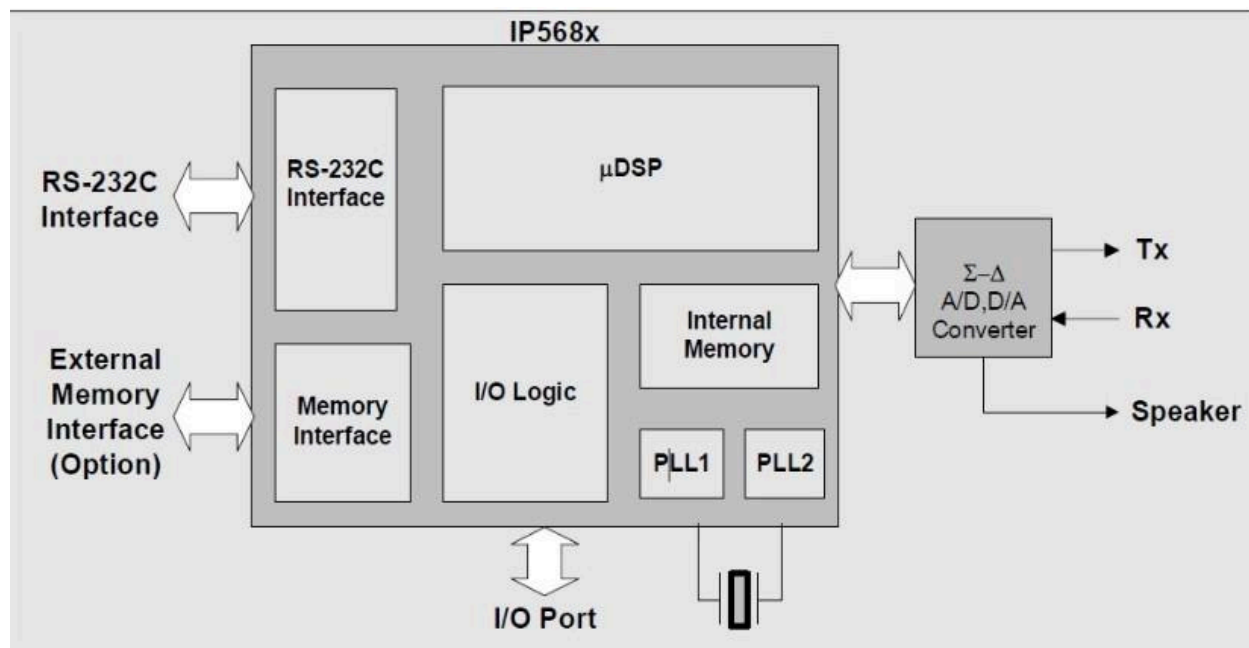 IP568x
RS-232C
Interface
µDSP
RS-232C
Interface
Σ–Δ
A/D,D/A
Converter
Tx
Rx
Internal
Memory
External
Memory
Interface
(Option)
Memory
Interface
I/O Logic
Speaker
PLL1
PLL2
I/O Port